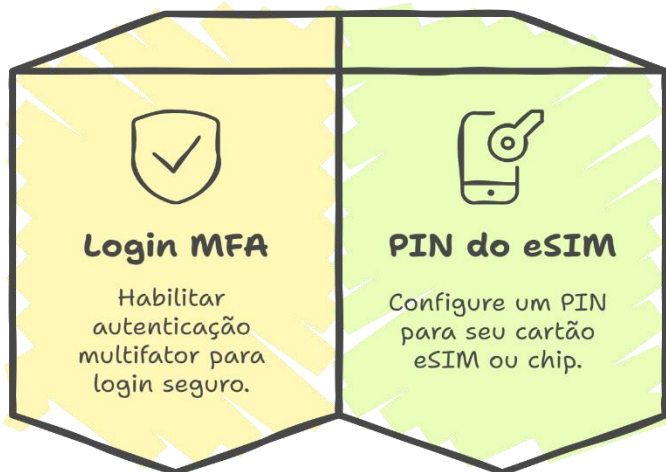 Login MFA
Habilitar
autenticação
multifator para
login seguro.
PIN do eSIM
Configure um PIN
para seu cartão
eSIM ou chip.